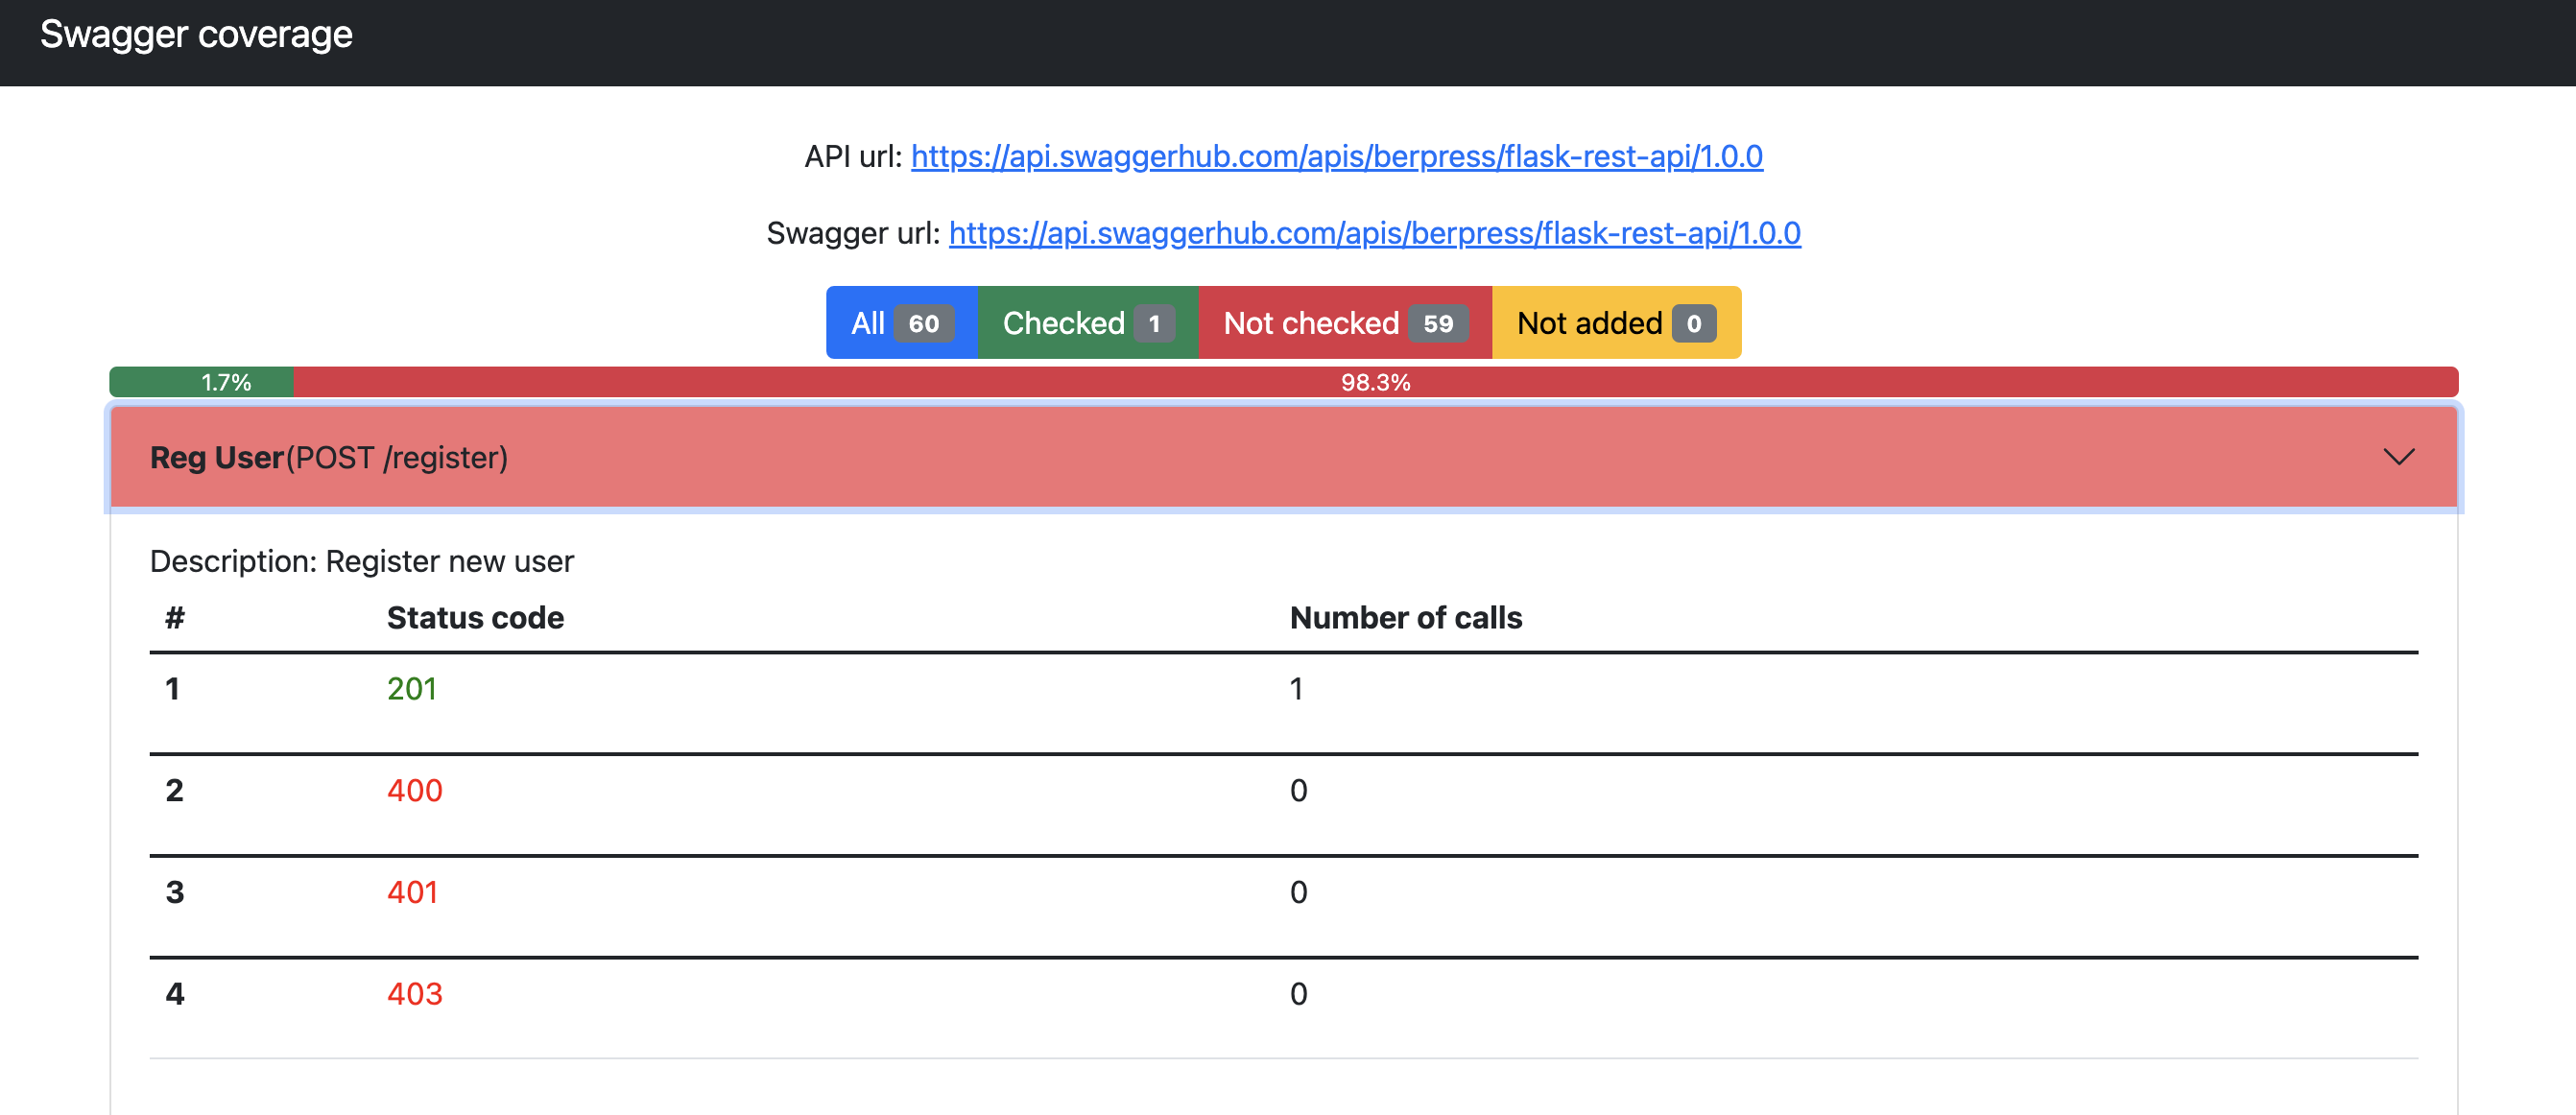 Swagger coverage
API url: https://api.swaggerhub.com/apis/berpress/flask-rest-api/1.0.0
Swagger url: https://api.swaggerhub.com/apis/berpress/flask-rest-api/1.0.0
All 60 Checked 1 Not checked 59 Not added 0
1.7% 98.3%
Reg User(POST /register)
Description: Register new user
# Status code Number of calls
1 201 1
2 400 0
3 401 0
4 403 0